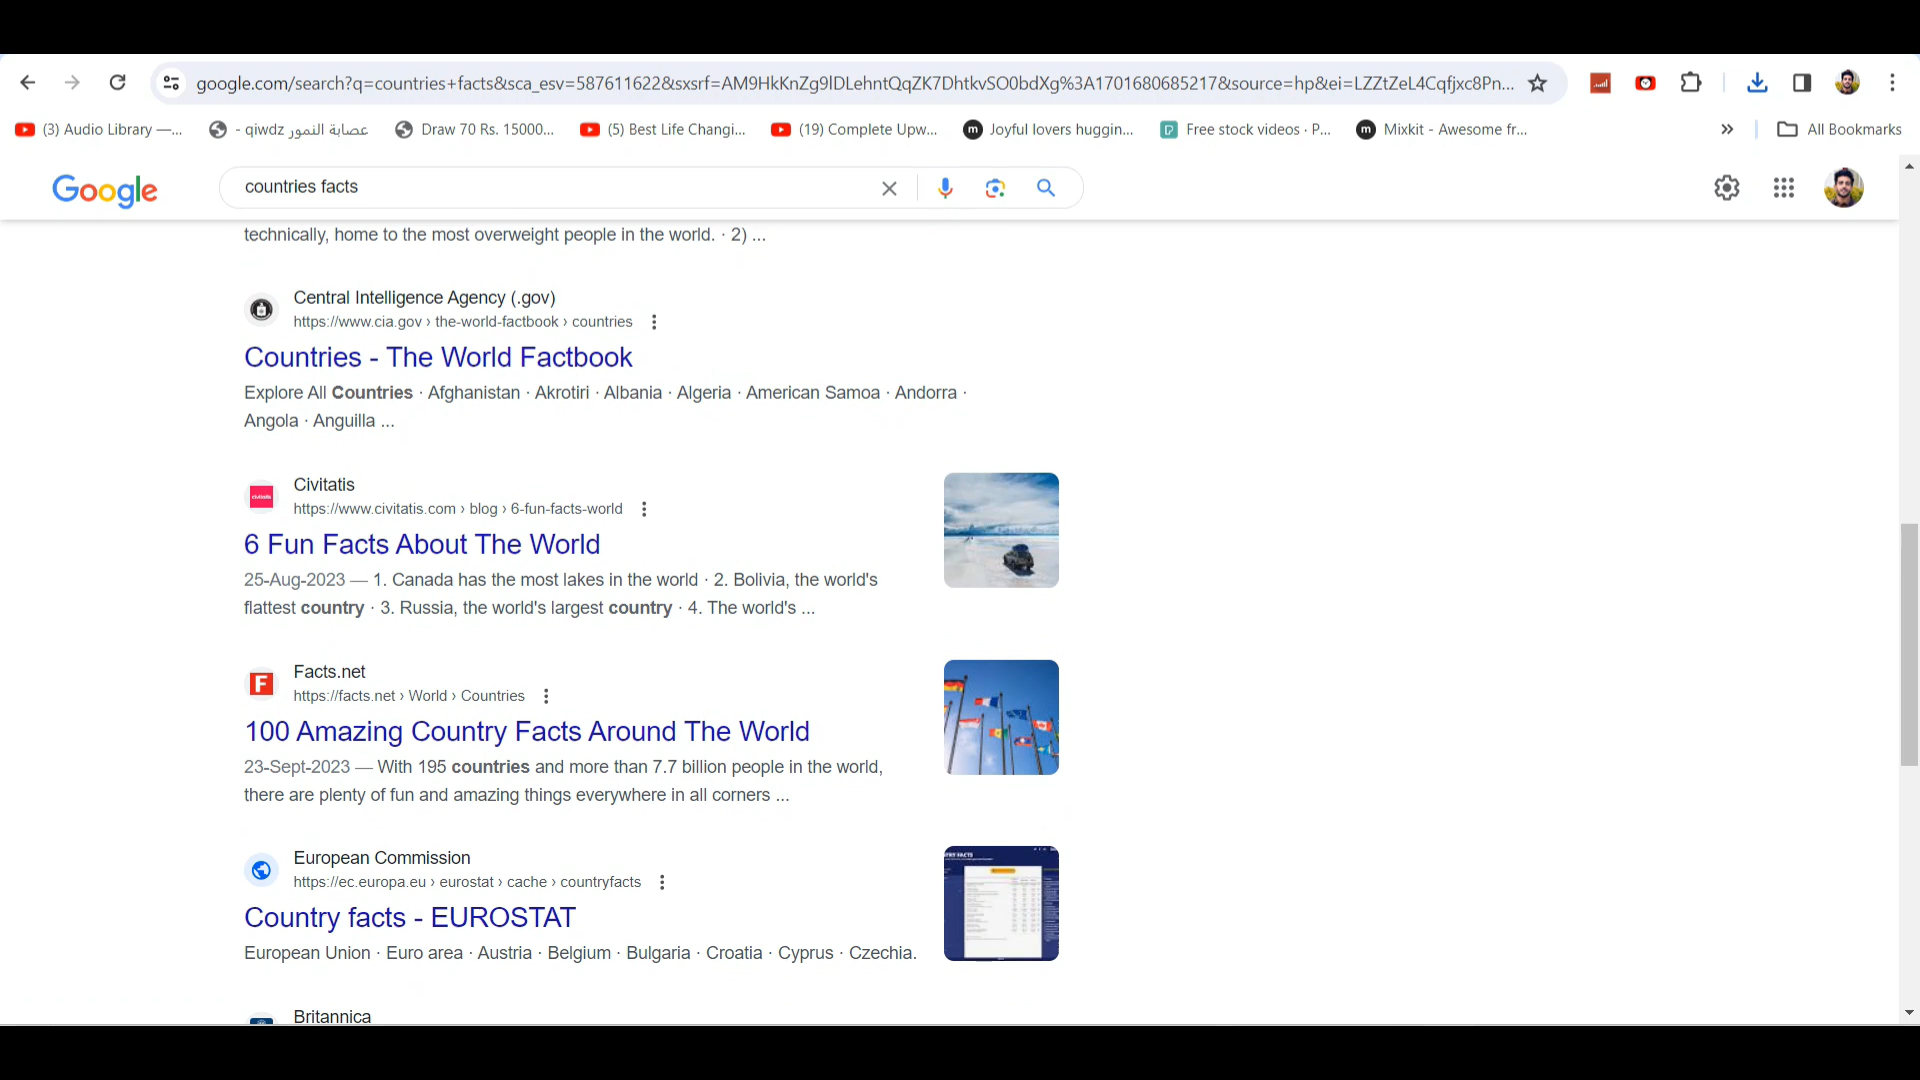 google.com/search?q=countries+facts&sca_esv=587611622&sxsrf=AM9HkKnZg9lDLehntQqZK7DhtkvSO0bdXg%3A1701680685217&source=hp&ei=LZZtZeL4Cqfjxc8Pn...
(3) Audio Library —...
عصابة النمور qiwdz -
Draw 70 Rs. 15000...
(5) Best Life Changi...
(19) Complete Upw...
Joyful lovers huggin...
Free stock videos · P...
Mixkit - Awesome fr...
»
All Bookmarks
Google
countries facts
technically, home to the most overweight people in the world. · 2) ...
Central Intelligence Agency (.gov)
https://www.cia.gov › the-world-factbook › countries
Countries - The World Factbook
Explore All Countries · Afghanistan · Akrotiri · Albania · Algeria · American Samoa · Andorra ·
Angola · Anguilla ...
Civitatis
https://www.civitatis.com › blog › 6-fun-facts-world
6 Fun Facts About The World
25-Aug-2023 — 1. Canada has the most lakes in the world · 2. Bolivia, the world's
flattest country · 3. Russia, the world's largest country · 4. The world's ...
Facts.net
https://facts.net › World › Countries
100 Amazing Country Facts Around The World
23-Sept-2023 — With 195 countries and more than 7.7 billion people in the world,
there are plenty of fun and amazing things everywhere in all corners ...
European Commission
https://ec.europa.eu › eurostat › cache › countryfacts
Country facts - EUROSTAT
European Union · Euro area · Austria · Belgium · Bulgaria · Croatia · Cyprus · Czechia.
Britannica